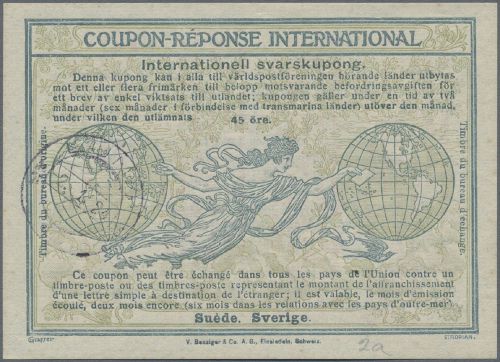 COUPON-RÉPONSE INTERNATIONAL
Internationell svarskupong.
Denna kupong kan i alla till världspostföreningen hörande länder utbytas
mot ett eller flera frimärken till belopp motsvarande befordringsavgiften för
ett brev av enkel viktsats till utlandet; kupongen gäller under en tid av två
månader (sex månader i förbindelse med transmarina länder) utöver den månad,
under vilken den utlämnats
45 öre.
Timbre du bureau d'origine.
Timbre du bureau d'échange.
Ce coupon peut être échangé dans tous les pays de l'Union contre un
timbre-poste ou des timbres-poste représentant le montant de l'affranchissement
d'une lettre simple à destination de l'étranger; il est valable, le mois d'émission
écoulé, deux mois encore (six mois dans les relations avec les pays d'outre-mer).
Suède. Sverige.
V. Benziger & Co. A. G., Einsiedeln, Schweiz.
2a